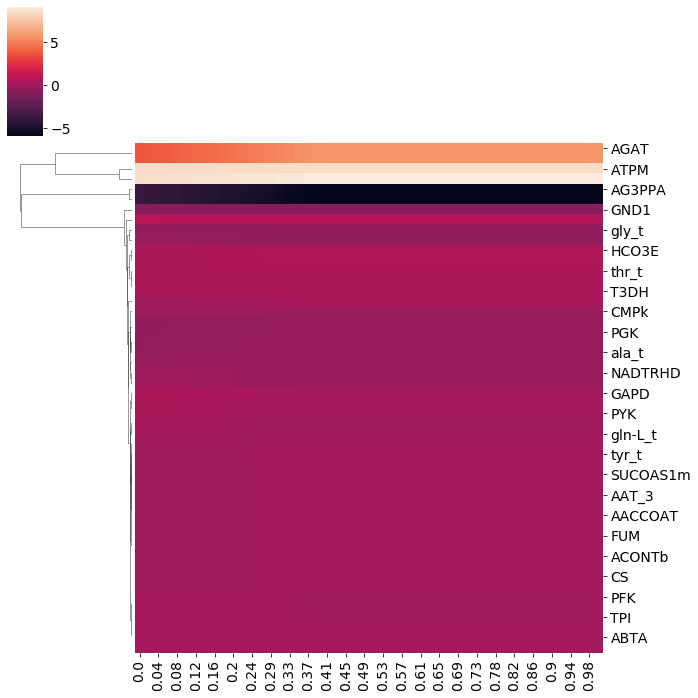 5
0
−5
AGAT
ATPM
AG3PPA
GND1
gly_t
HCO3E
thr_t
T3DH
CMPk
PGK
ala_t
NADTRHD
GAPD
PYK
gln-L_t
tyr_t
SUCOAS1m
AAT_3
AACCOAT
FUM
ACONTb
CS
PFK
TPI
ABTA
0.0 0.04 0.08 0.12 0.16 0.2 0.24 0.29 0.33 0.37 0.41 0.45 0.49 0.53 0.57 0.61 0.65 0.69 0.73 0.78 0.82 0.86 0.9 0.94 0.98